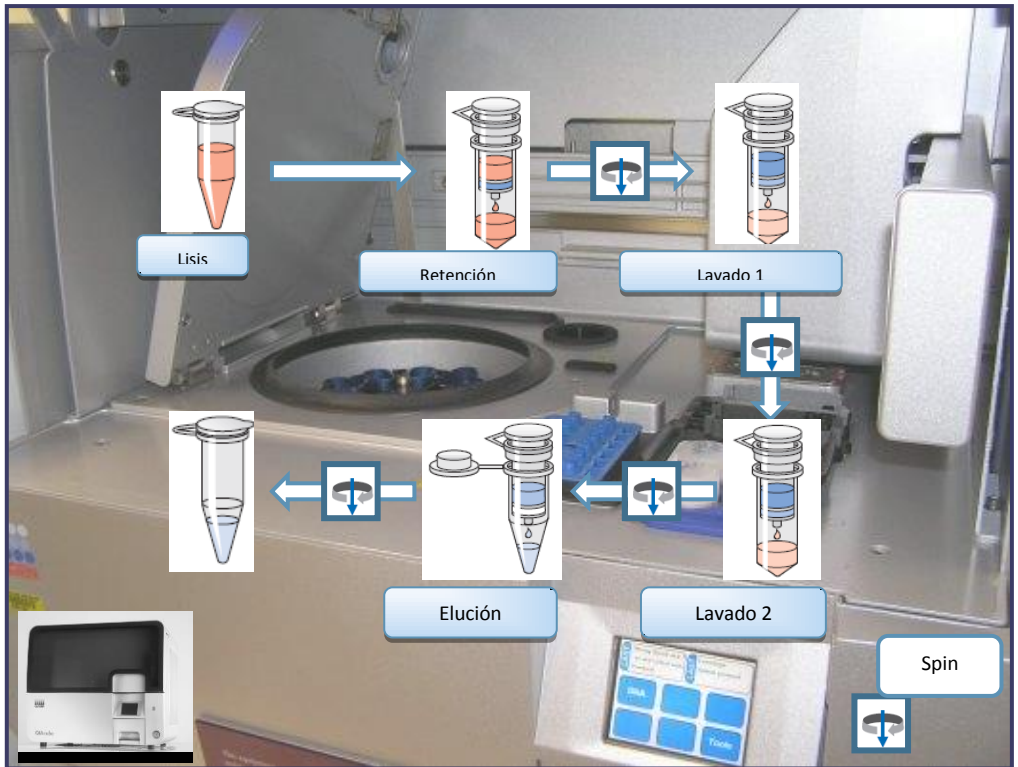 Lisis
Retención
Lavado 1
Elución
Lavado 2
Spin
DNA
Tools